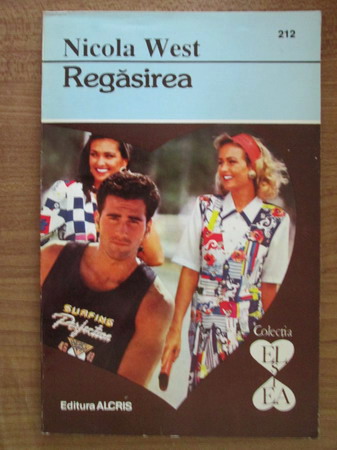 212
Nicola West
Regăsirea
SURFING
Perfection
Colecția
EL
ȘI
EA
Editura ALCRIS